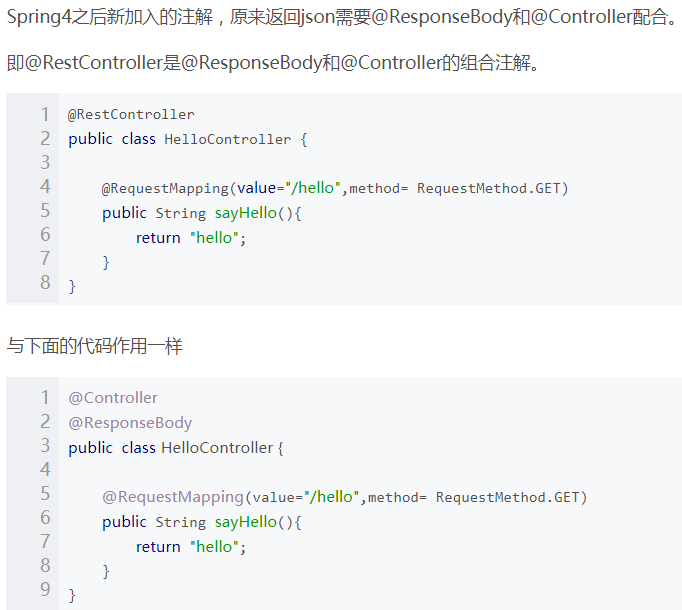 Spring4之后新加入的注解，原来返回json需要@ResponseBody和@Controller配合。
即@RestController是@ResponseBody和@Controller的组合注解。
1 @RestController
2 public class HelloController {
3
4 @RequestMapping(value="/hello",method= RequestMethod.GET)
5 public String sayHello(){
6 return "hello";
7 }
8 }
与下面的代码作用一样
1 @Controller
2 @ResponseBody
3 public class HelloController {
4
5 @RequestMapping(value="/hello",method= RequestMethod.GET)
6 public String sayHello(){
7 return "hello";
8 }
9 }